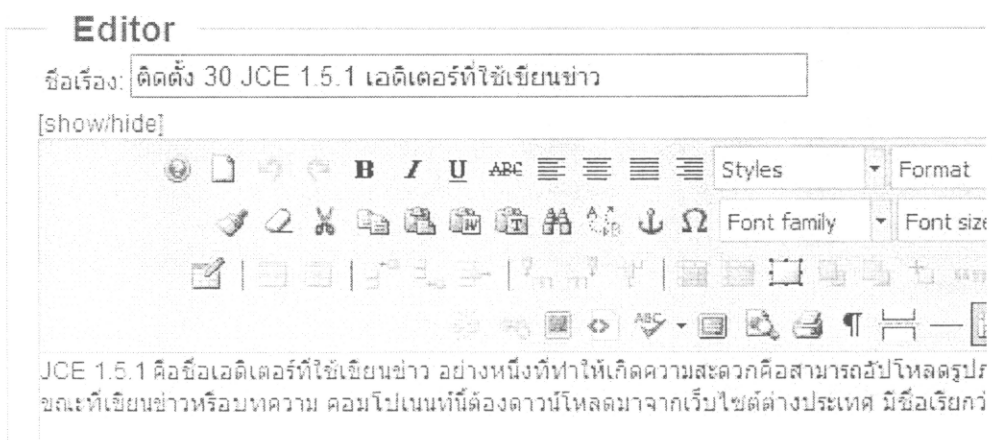 Editor
ชื่อเรื่อง: ติดตั้ง 30 JCE 1.5.1 เอดิเตอร์ที่ใช้เขียนข่าว
[show/hide]
B I U ABC Styles Format
Font family Font size
ABC
JCE 1.5.1 คือชื่อเอดิเตอร์ที่ใช้เขียนข่าว อย่างหนึ่งที่ทำให้เกิดความสะดวกคือสามารถอัปโหลดรูปภ
ขณะที่เขียนข่าวหรือบทความ คอมโปเนนท์นี้ต้องดาวน์โหลดมาจากเว็บไซต์ต่างประเทศ มีชื่อเรียกว่